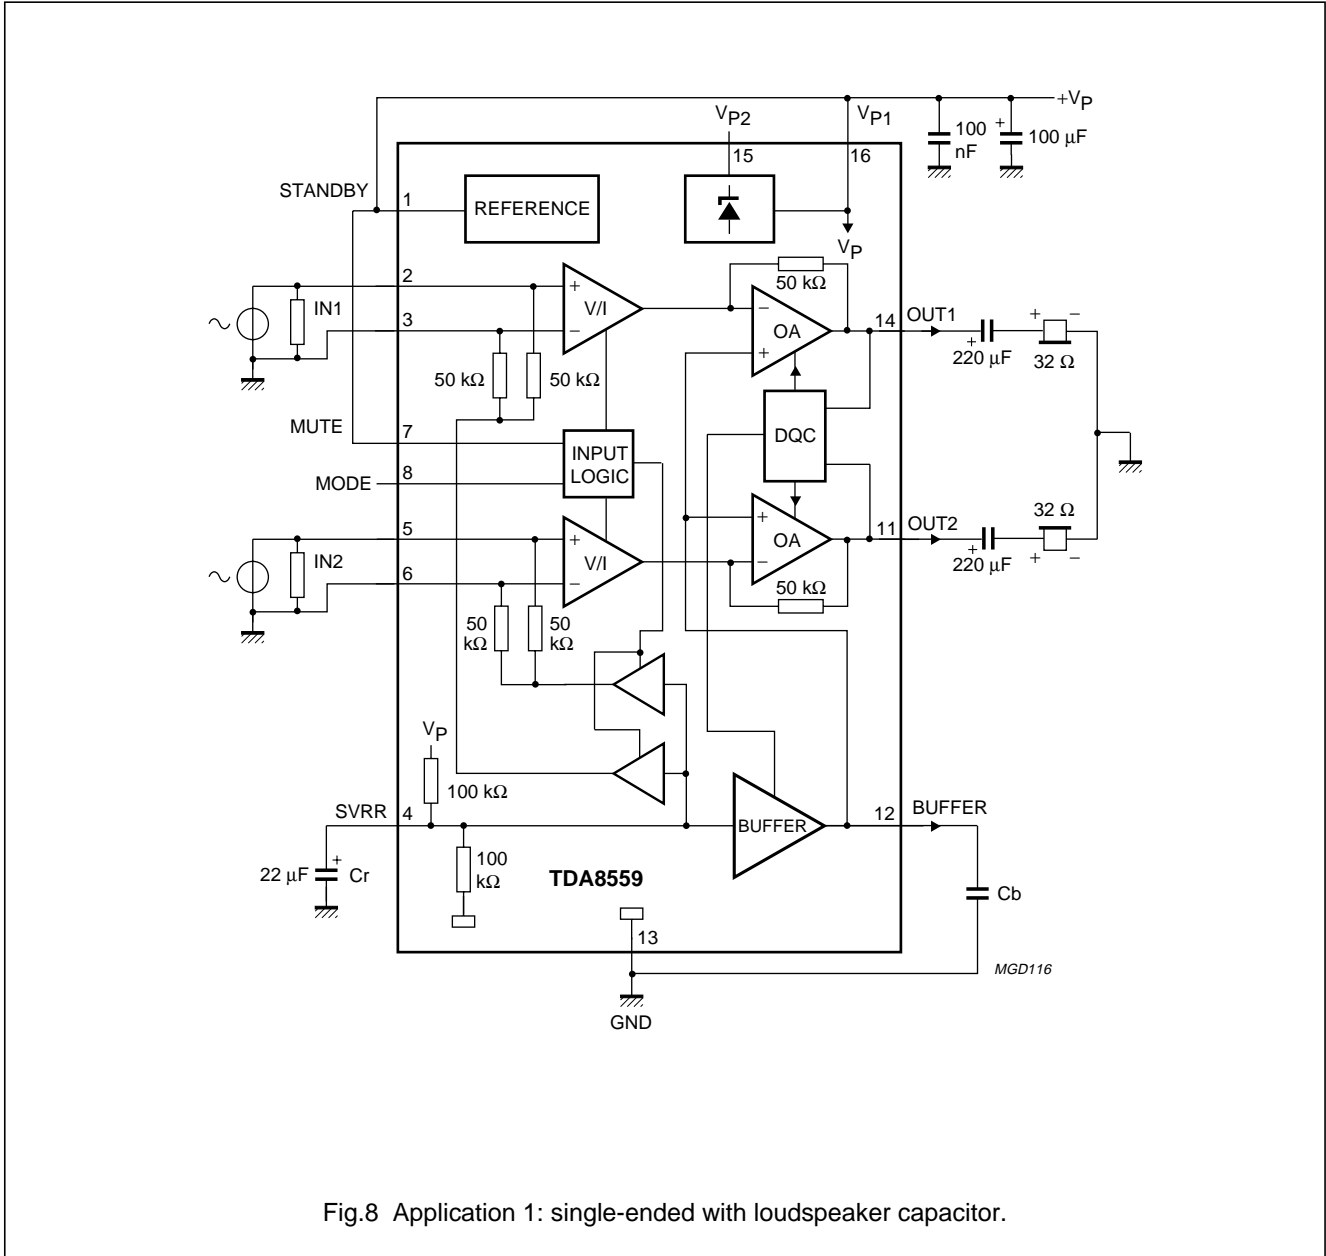 +VP
VP2
VP1
100
nF
+
100 µF
15
16
STANDBY
1
REFERENCE
VP
2
+
V/I
−
50 kΩ
IN1
3
−
OA
+
14
OUT1
+
220 µF
+
−
32 Ω
50 kΩ
50 kΩ
MUTE
7
INPUT
LOGIC
DQC
MODE
8
5
+
V/I
−
IN2
6
+
OA
−
11
OUT2
32 Ω
+
220 µF
+
−
50 kΩ
50
kΩ
50
kΩ
VP
100 kΩ
SVRR
4
BUFFER
12
BUFFER
22 µF
+
Cr
100
kΩ
TDA8559
Cb
13
MGD116
GND
Fig.8 Application 1: single-ended with loudspeaker capacitor.